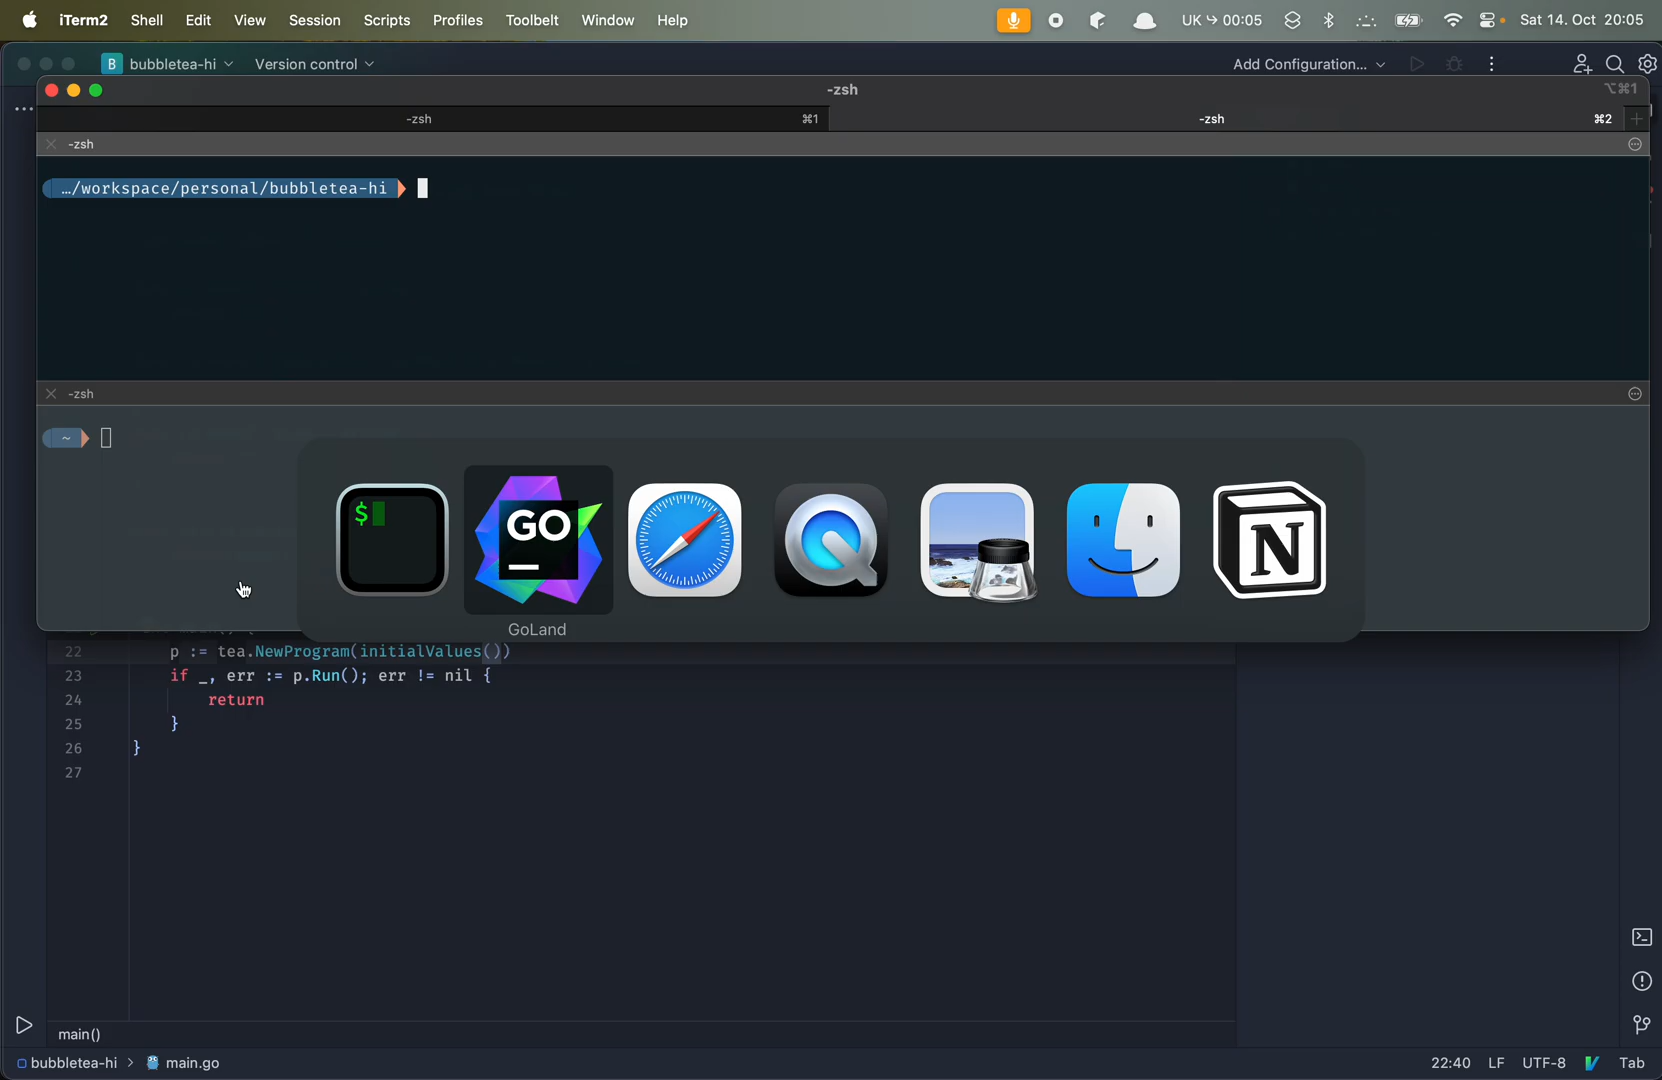 iTerm2 Shell Edit View Session Scripts Profiles Toolbelt Window Help UK ↪ 00:05 Sat 14. Oct 20:05
B bubbletea-hi Version control Add Configuration...
-zsh ⌥⌘1
-zsh ⌘1 -zsh ⌘2
-zsh
…/workspace/personal/bubbletea-hi
-zsh
~
$
GO
N
GoLand
22 p := tea.NewProgram(initialValues())
23 if _, err := p.Run(); err != nil {
24 return
25 }
26 }
27
main()
bubbletea-hi > main.go 22:40 LF UTF-8 Tab